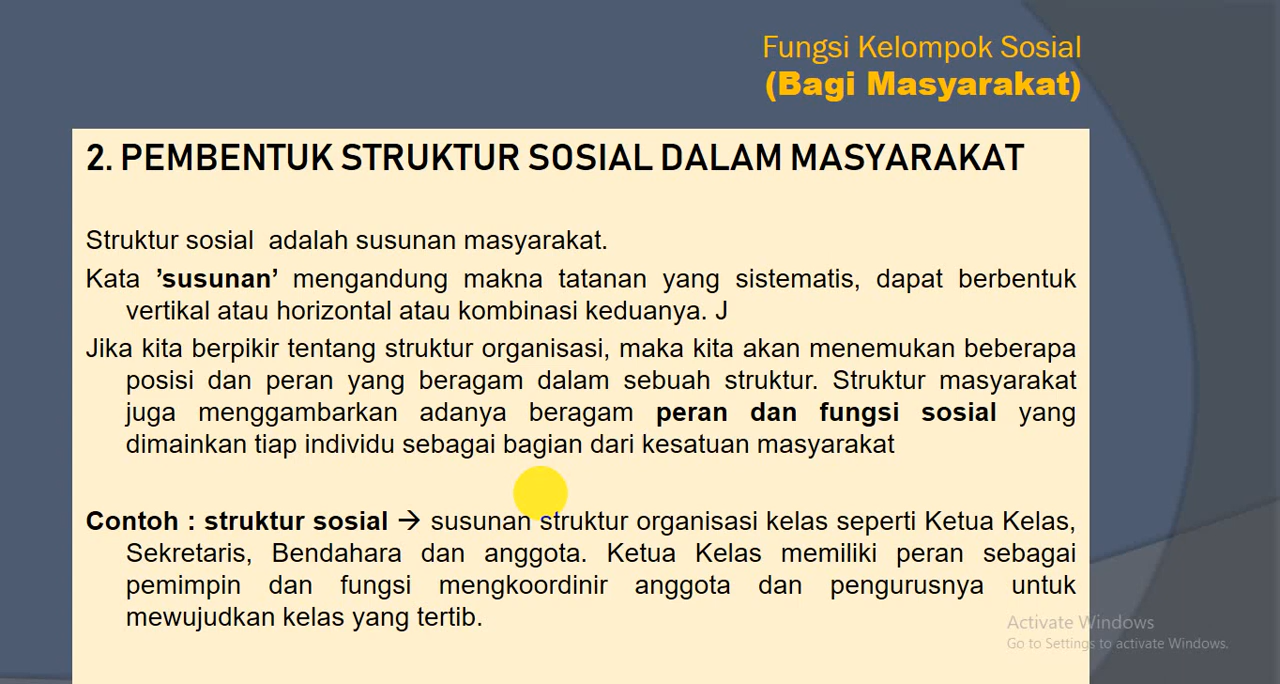 Fungsi Kelompok Sosial
(Bagi Masyarakat)
2. PEMBENTUK STRUKTUR SOSIAL DALAM MASYARAKAT
Struktur sosial adalah susunan masyarakat.
Kata ’susunan’ mengandung makna tatanan yang sistematis, dapat berbentuk
vertikal atau horizontal atau kombinasi keduanya. J
Jika kita berpikir tentang struktur organisasi, maka kita akan menemukan beberapa
posisi dan peran yang beragam dalam sebuah struktur. Struktur masyarakat
juga menggambarkan adanya beragam peran dan fungsi sosial yang
dimainkan tiap individu sebagai bagian dari kesatuan masyarakat
Contoh : struktur sosial → susunan struktur organisasi kelas seperti Ketua Kelas,
Sekretaris, Bendahara dan anggota. Ketua Kelas memiliki peran sebagai
pemimpin dan fungsi mengkoordinir anggota dan pengurusnya untuk
mewujudkan kelas yang tertib.
Activate Windows
Go to Settings to activate Windows.